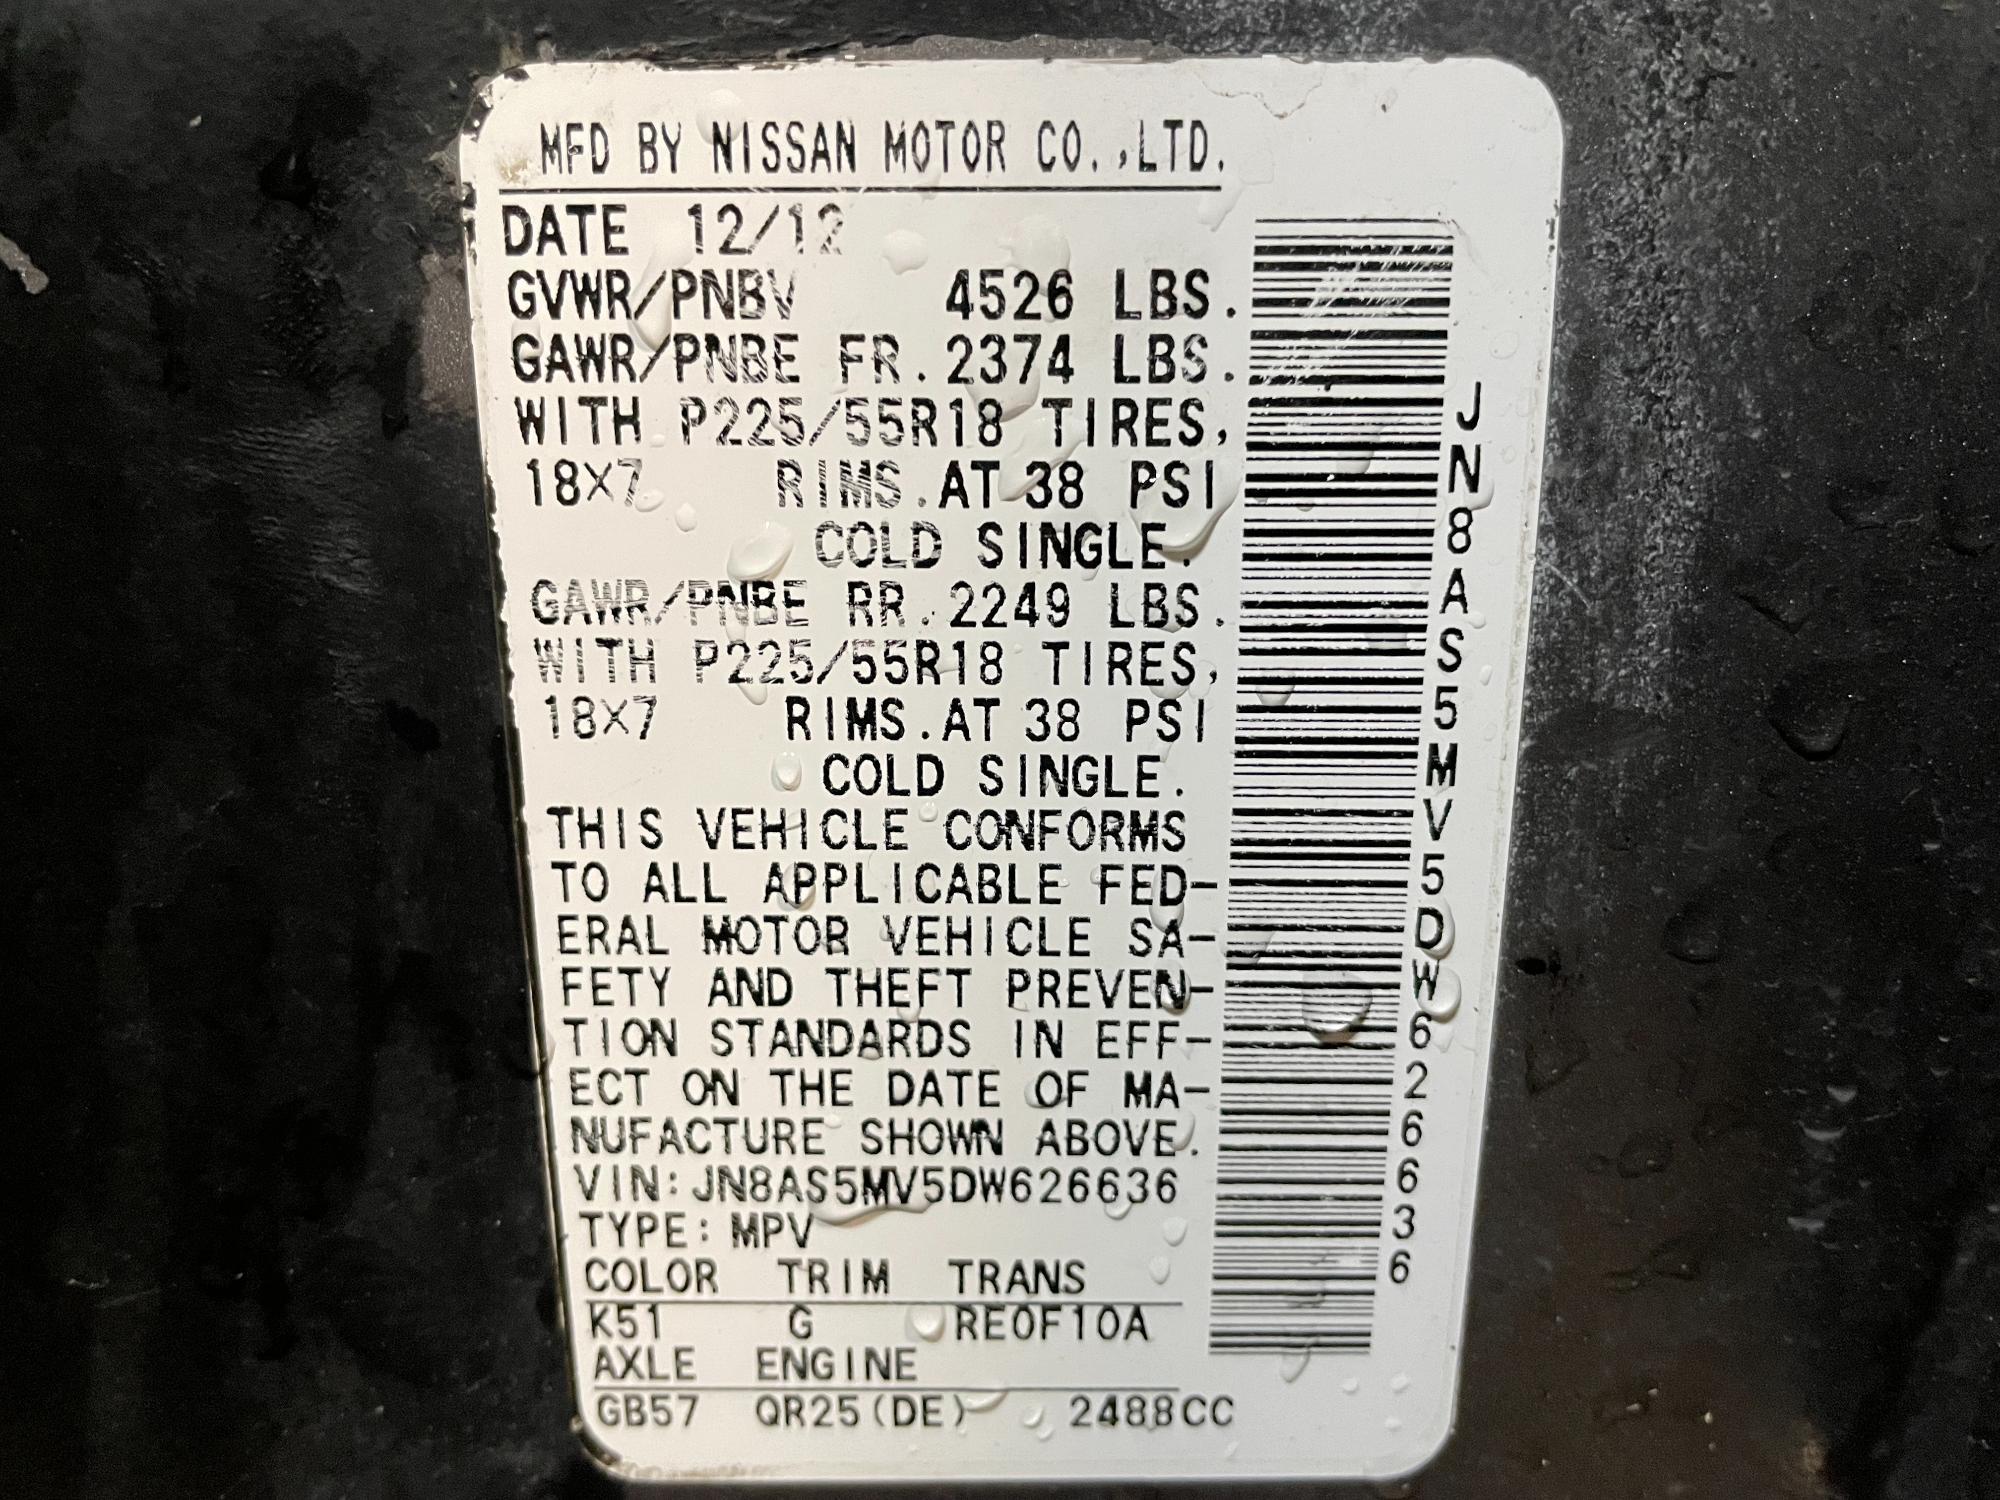 MFD BY NISSAN MOTOR CO.,LTD.
DATE 12/12
GVWR/PNBV 4526 LBS.
GAWR/PNBE FR. 2374 LBS.
WITH P225/55R18 TIRES,
18×7 RIMS.AT 38 PSI
COLD SINGLE.
GAWR/PNBE RR. 2249 LBS.
WITH P225/55R18 TIRES,
18×7 RIMS.AT 38 PSI
COLD SINGLE.
THIS VEHICLE CONFORMS
TO ALL APPLICABLE FED-
ERAL MOTOR VEHICLE SA-
FETY AND THEFT PREVEN-
TION STANDARDS IN EFF-
ECT ON THE DATE OF MA-
NUFACTURE SHOWN ABOVE.
VIN:JN8AS5MV5DW626636
TYPE:MPV
COLOR TRIM TRANS
K51 G RE0F10A
AXLE ENGINE
GB57 QR25(DE) 2488CC
JN8AS5MV5DW626636